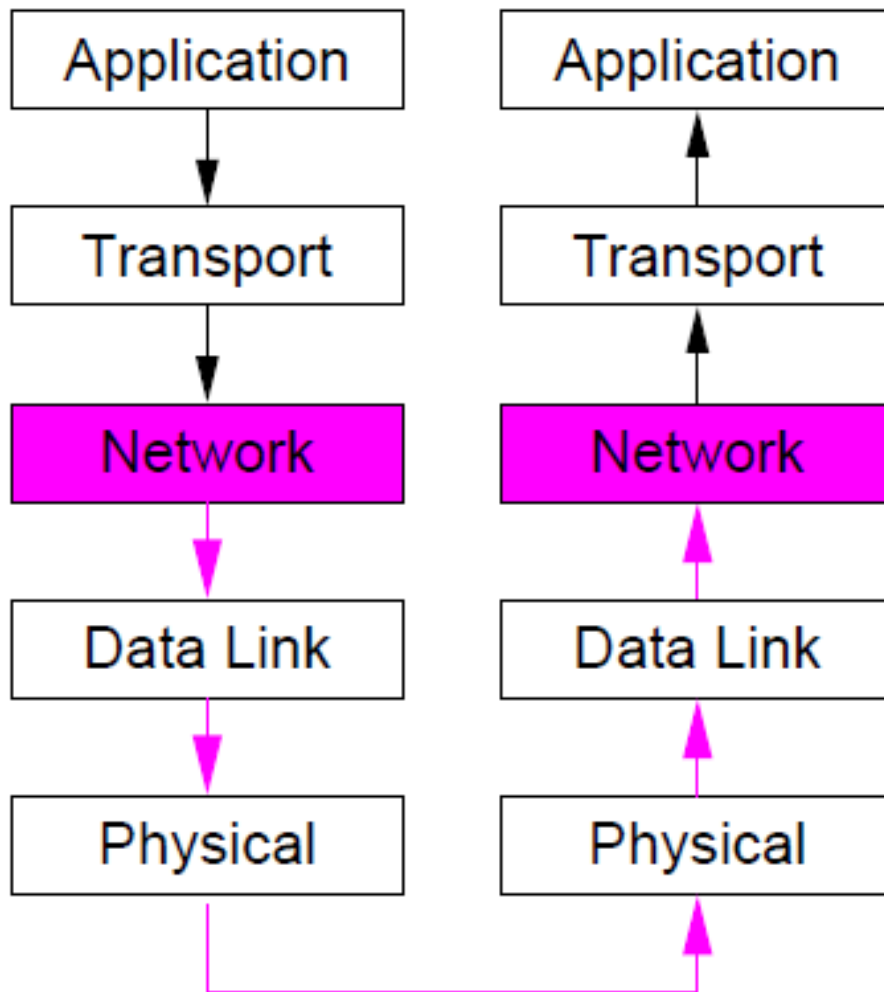 Application
Application
Transport
Transport
Network
Network
Data Link
Data Link
Physical
Physical